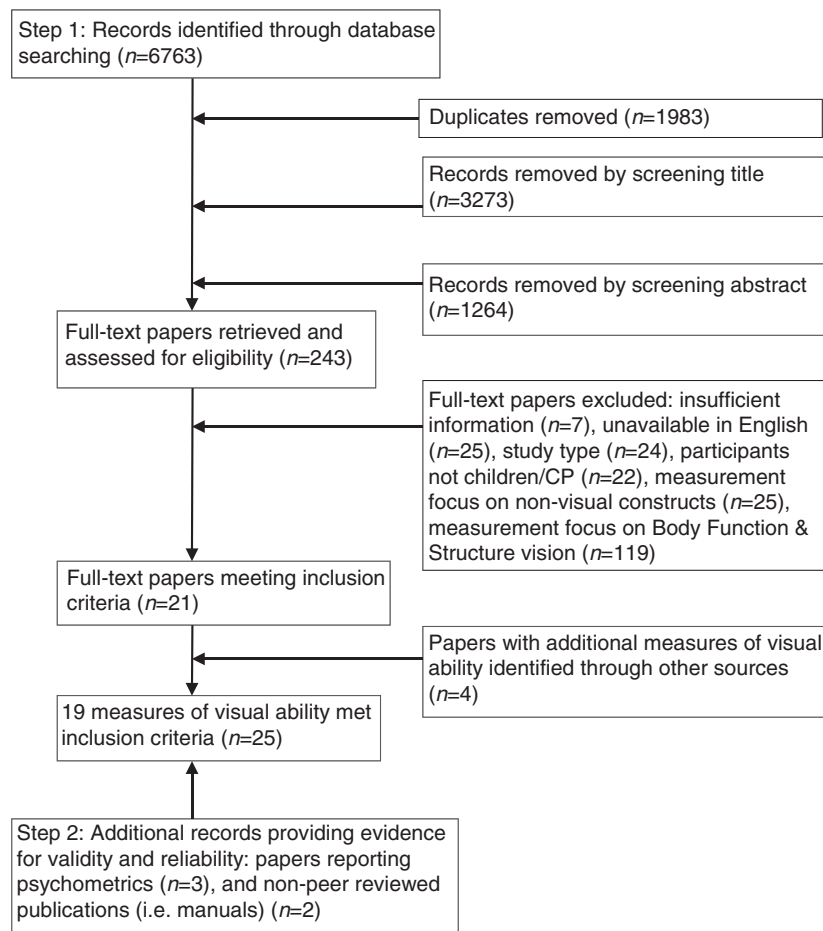 Step 1: Records identified through database
searching (n=6763)
Duplicates removed (n=1983)
Records removed by screening title
(n=3273)
Records removed by screening abstract
(n=1264)
Full-text papers retrieved and
assessed for eligibility (n=243)
Full-text papers excluded: insufficient
information (n=7), unavailable in English
(n=25), study type (n=24), participants
not children/CP (n=22), measurement
focus on non-visual constructs (n=25),
measurement focus on Body Function &
Structure vision (n=119)
Full-text papers meeting inclusion
criteria (n=21)
Papers with additional measures of visual
ability identified through other sources
(n=4)
19 measures of visual ability met
inclusion criteria (n=25)
Step 2: Additional records providing evidence
for validity and reliability: papers reporting
psychometrics (n=3), and non-peer reviewed
publications (i.e. manuals) (n=2)